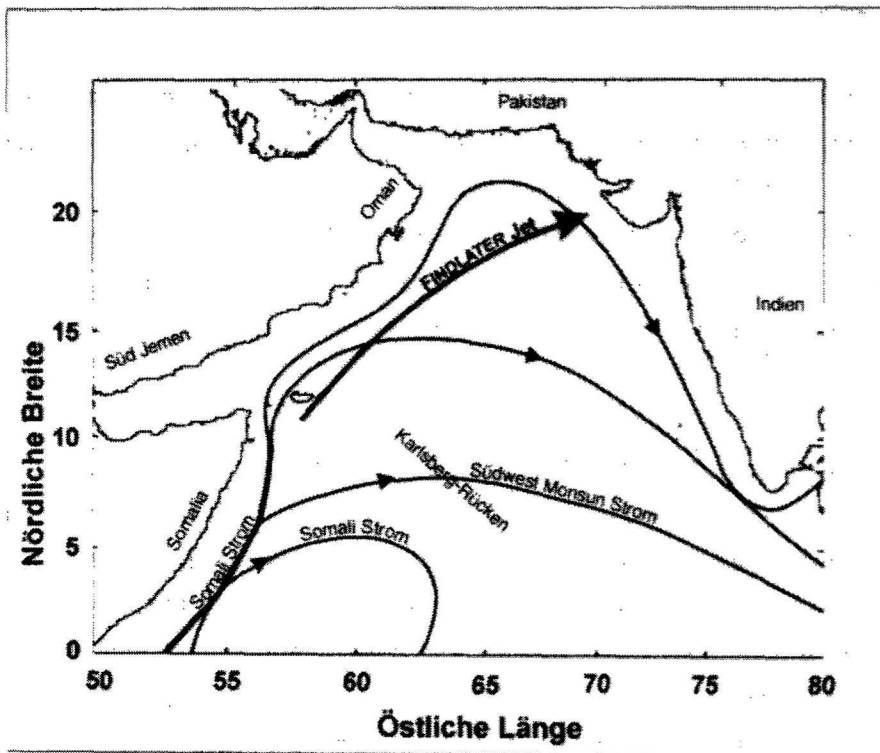 Pakistan
Oman
FINDLATER Jet
Indien
Süd Jemen
Karlsberg-Rücken
Südwest Monsun Strom
Somalia
Somali Strom
Somali Strom
Nördliche Breite
20
15
10
5
0
50 55 60 65 70 75 80
Östliche Länge